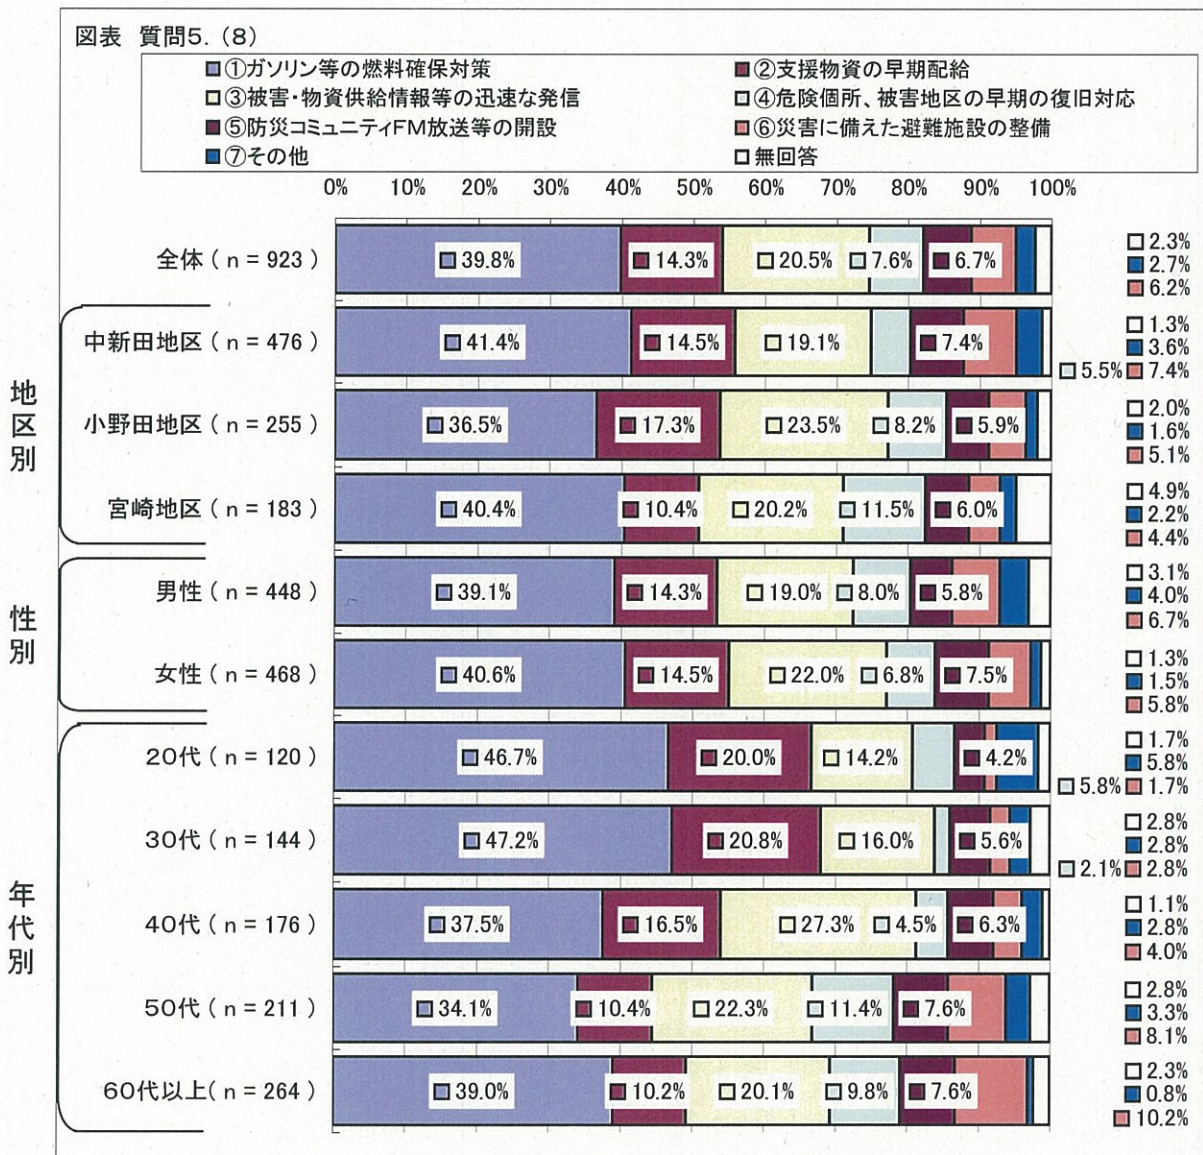 図表 質問5.(8)
①ガソリン等の燃料確保対策 ②支援物資の早期配給
③被害・物資供給情報等の迅速な発信 ④危険個所、被害地区の早期の復旧対応
⑤防災コミュニティFM放送等の開設 ⑥災害に備えた避難施設の整備
⑦その他 無回答
0% 10% 20% 30% 40% 50% 60% 70% 80% 90% 100%
全体(n=923) 39.8% 14.3% 20.5% 7.6% 6.7%
2.3%
2.7%
6.2%
地区別
中新田地区(n=476) 41.4% 14.5% 19.1% 7.4%
1.3%
3.6%
5.5% 7.4%
小野田地区(n=255) 36.5% 17.3% 23.5% 8.2% 5.9%
2.0%
1.6%
5.1%
宮崎地区(n=183) 40.4% 10.4% 20.2% 11.5% 6.0%
4.9%
2.2%
4.4%
性別
男性(n=448) 39.1% 14.3% 19.0% 8.0% 5.8%
3.1%
4.0%
6.7%
女性(n=468) 40.6% 14.5% 22.0% 6.8% 7.5%
1.3%
1.5%
5.8%
年代別
20代(n=120) 46.7% 20.0% 14.2% 4.2%
1.7%
5.8%
5.8% 1.7%
30代(n=144) 47.2% 20.8% 16.0% 5.6%
2.8%
2.8%
2.1% 2.8%
40代(n=176) 37.5% 16.5% 27.3% 4.5% 6.3%
1.1%
2.8%
4.0%
50代(n=211) 34.1% 10.4% 22.3% 11.4% 7.6%
2.8%
3.3%
8.1%
60代以上(n=264) 39.0% 10.2% 20.1% 9.8% 7.6%
2.3%
0.8%
10.2%